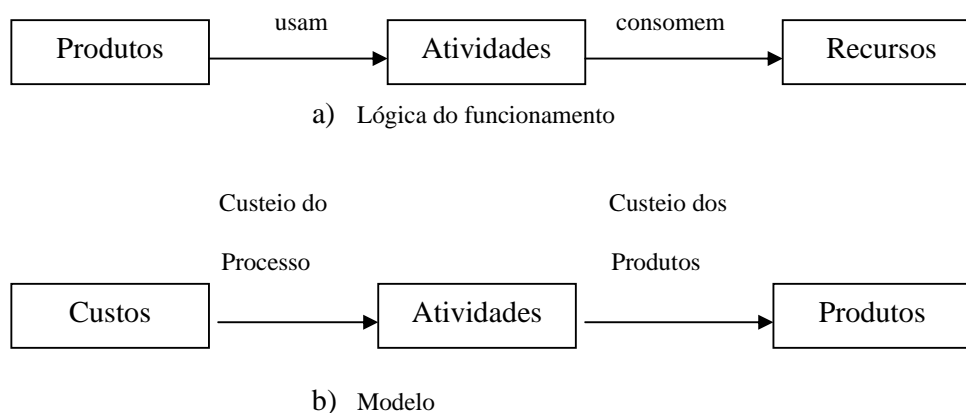 usam consomem
Produtos Atividades Recursos
a) Lógica do funcionamento
Custeio do Custeio dos
Processo Produtos
Custos Atividades Produtos
b) Modelo